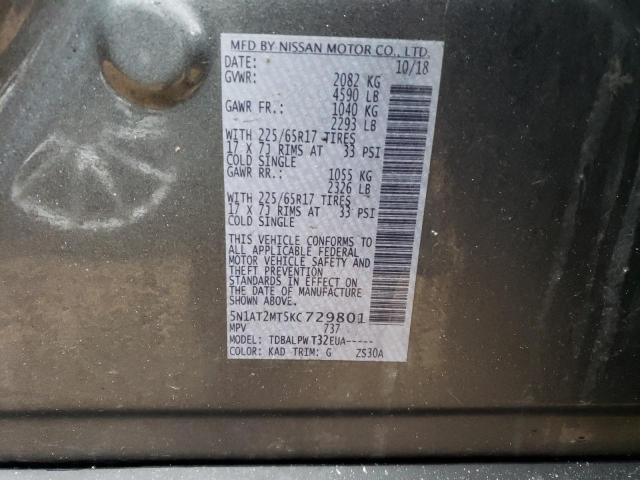 MFD BY NISSAN MOTOR CO., LTD.
DATE: 10/18
GVWR: 2082 KG
4590 LB
GAWR FR.: 1040 KG
2293 LB
WITH 225/65R17 TIRES
17 X 7J RIMS AT 33 PSI
COLD SINGLE
GAWR RR.: 1055 KG
2326 LB
WITH 225/65R17 TIRES
17 X 7J RIMS AT 33 PSI
COLD SINGLE
THIS VEHICLE CONFORMS TO
ALL APPLICABLE FEDERAL
MOTOR VEHICLE SAFETY AND
THEFT PREVENTION
STANDARDS IN EFFECT ON
THE DATE OF MANUFACTURE
SHOWN ABOVE.
5N1AT2MT5KC729801
MPV 737
MODEL: TDBALPW T32EUA-----
COLOR: KAD TRIM: G ZS30A